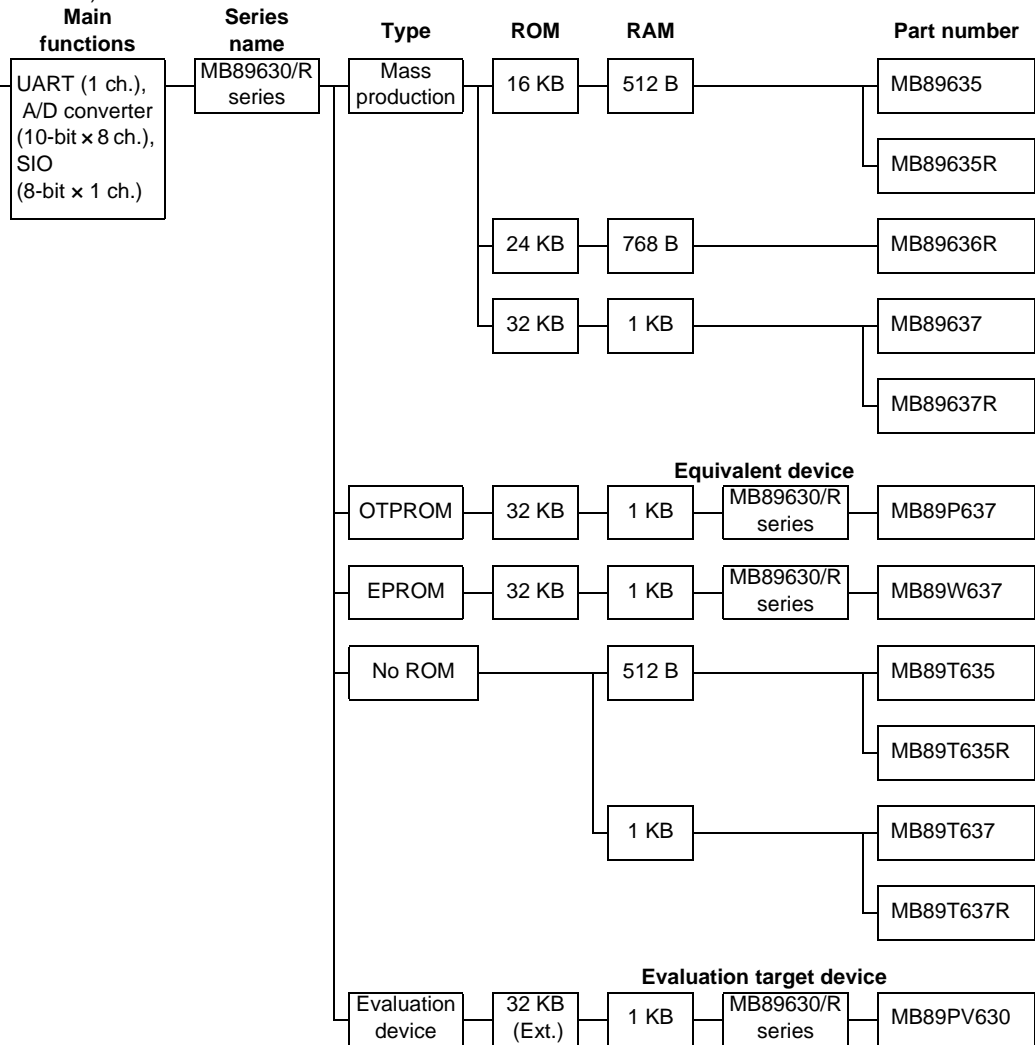 Main
functions
Series
name
Type
ROM
RAM
Part number
UART (1 ch.),
A/D converter
(10-bit × 8 ch.),
SIO
(8-bit × 1 ch.)
MB89630/R
series
Mass
production
16 KB
512 B
MB89635
MB89635R
24 KB
768 B
MB89636R
32 KB
1 KB
MB89637
MB89637R
Equivalent device
OTPROM
32 KB
1 KB
MB89630/R
series
MB89P637
EPROM
32 KB
1 KB
MB89630/R
series
MB89W637
No ROM
512 B
MB89T635
MB89T635R
1 KB
MB89T637
MB89T637R
Evaluation target device
Evaluation
device
32 KB
(Ext.)
1 KB
MB89630/R
series
MB89PV630